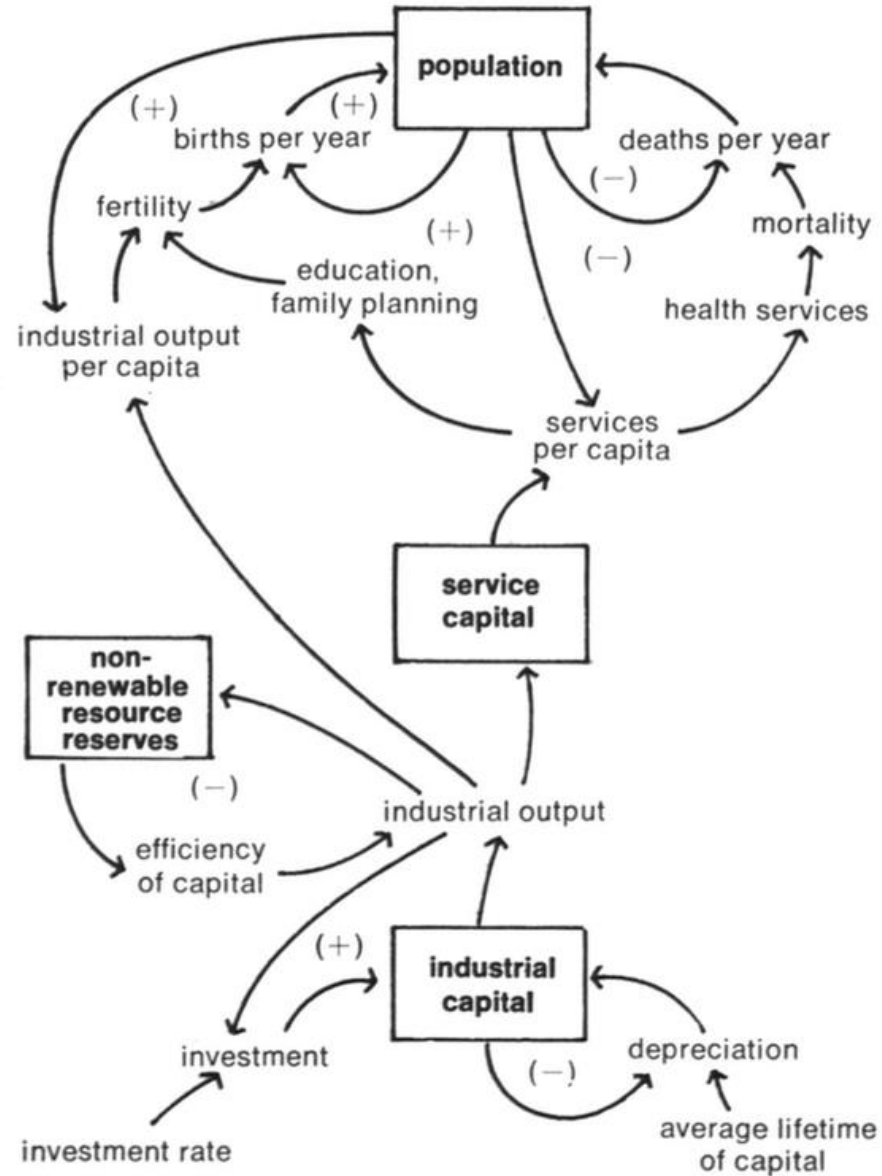 population
(+)
(+)
births per year
deaths per year
(−)
fertility
mortality
(+)
(−)
education,
family planning
health services
industrial output
per capita
services
per capita
service
capital
non-
renewable
resource
reserves
(−)
industrial output
efficiency
of capital
(+)
industrial
capital
investment
depreciation
(−)
investment rate
average lifetime
of capital